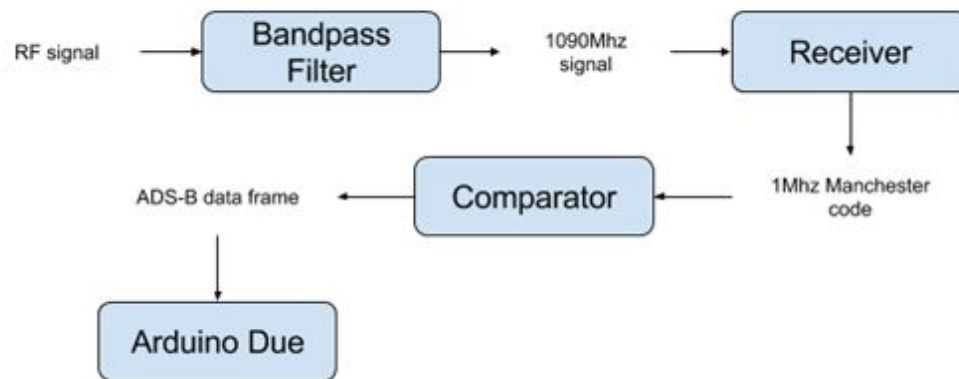 RF signal
Bandpass
Filter
1090Mhz
signal
Receiver
1Mhz Manchester
code
Comparator
ADS-B data frame
Arduino Due